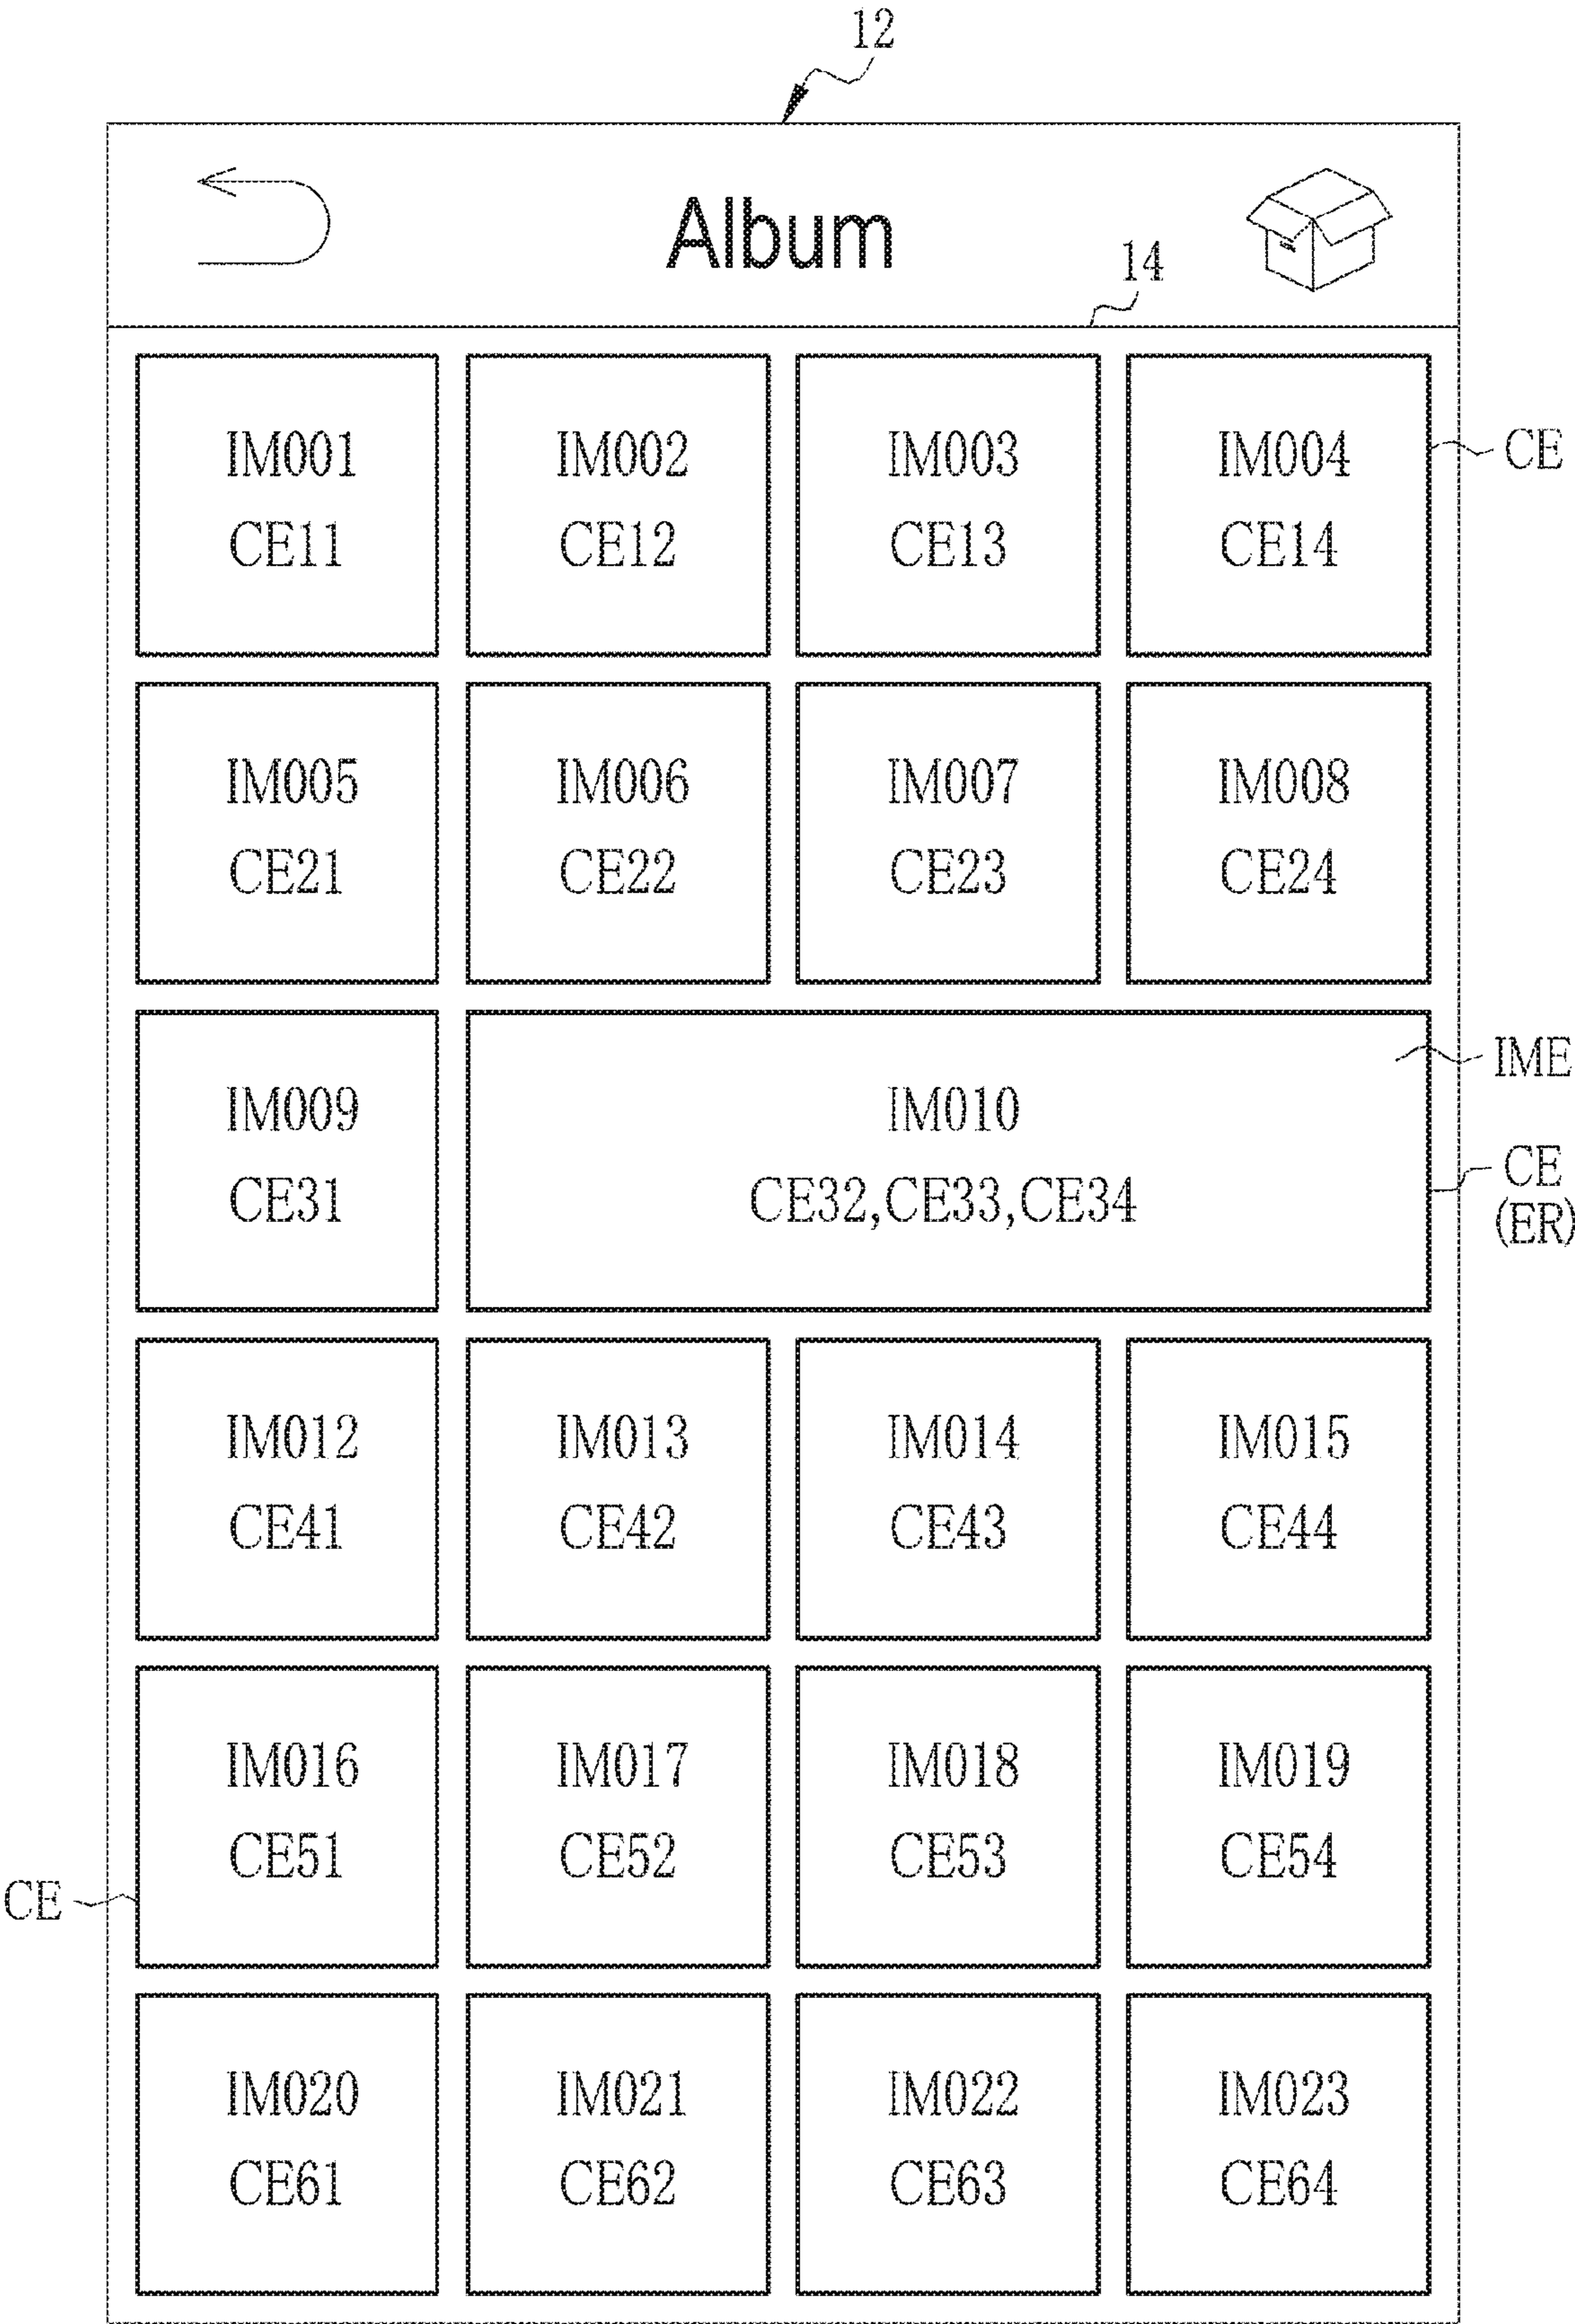 12
Album
14
IM001 IM002 IM003 IM004 CE
CE11 CE12 CE13 CE14
IM005 IM006 IM007 IM008
CE21 CE22 CE23 CE24
IME
IM009 IM010
CE31 CE32,CE33,CE34 CE
(ER)
IM012 IM013 IM014 IM015
CE41 CE42 CE43 CE44
IM016 IM017 IM018 IM019
CE51 CE52 CE53 CE54
CE
IM020 IM021 IM022 IM023
CE61 CE62 CE63 CE64